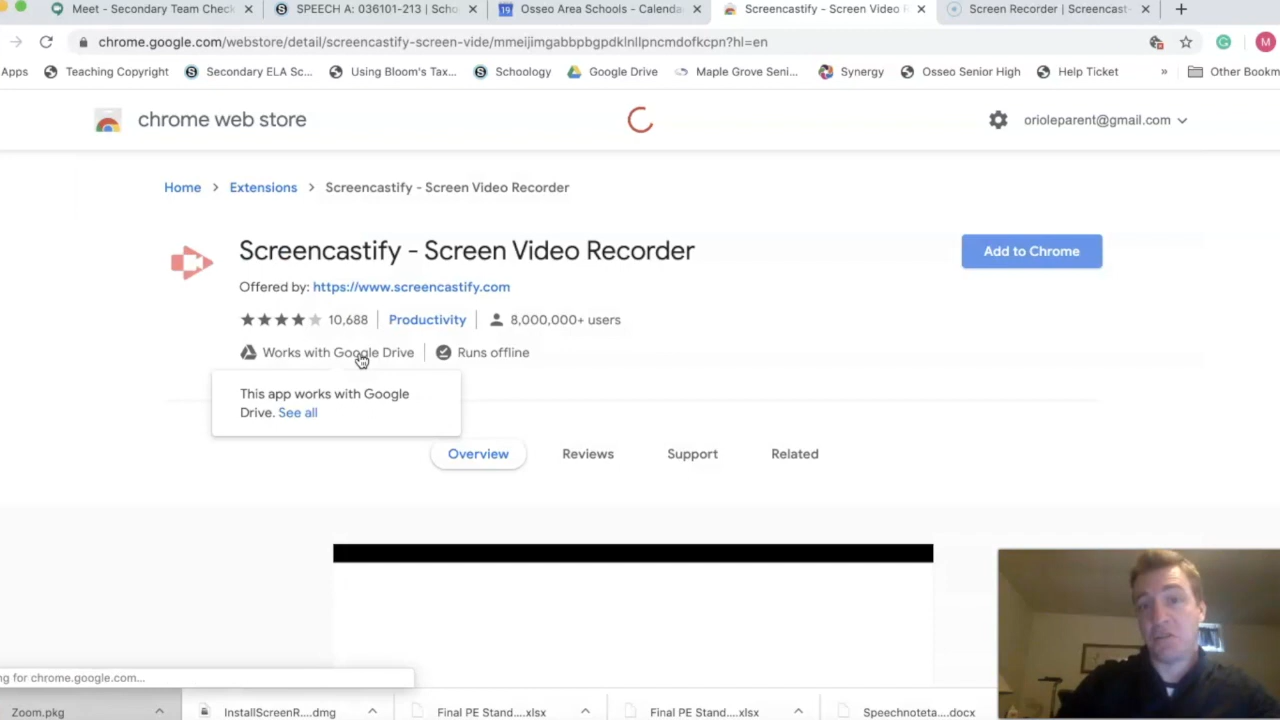 Meet - Secondary Team Check
SPEECH A: 036101-213 | Scho
Osseo Area Schools - Calenda
Screencastify - Screen Video R
Screen Recorder | Screencast-
chrome.google.com/webstore/detail/screencastify-screen-vide/mmeijimgabbpbgpdklnllpncmdofkcpn?hl=en
M
Apps
Teaching Copyright
Secondary ELA Sc...
Using Bloom's Tax...
Schoology
Google Drive
Maple Grove Seni...
Synergy
Osseo Senior High
Help Ticket
»
Other Bookm
chrome web store
orioleparent@gmail.com
Home > Extensions > Screencastify - Screen Video Recorder
Screencastify - Screen Video Recorder
Add to Chrome
Offered by: https://www.screencastify.com
10,688 | Productivity | 8,000,000+ users
Works with Google Drive | Runs offline
This app works with Google
Drive. See all
Overview
Reviews
Support
Related
ng for chrome.google.com...
Zoom.pkg
InstallScreenR....dmg
Final PE Stand....xlsx
Final PE Stand....xlsx
Speechnoteta....docx